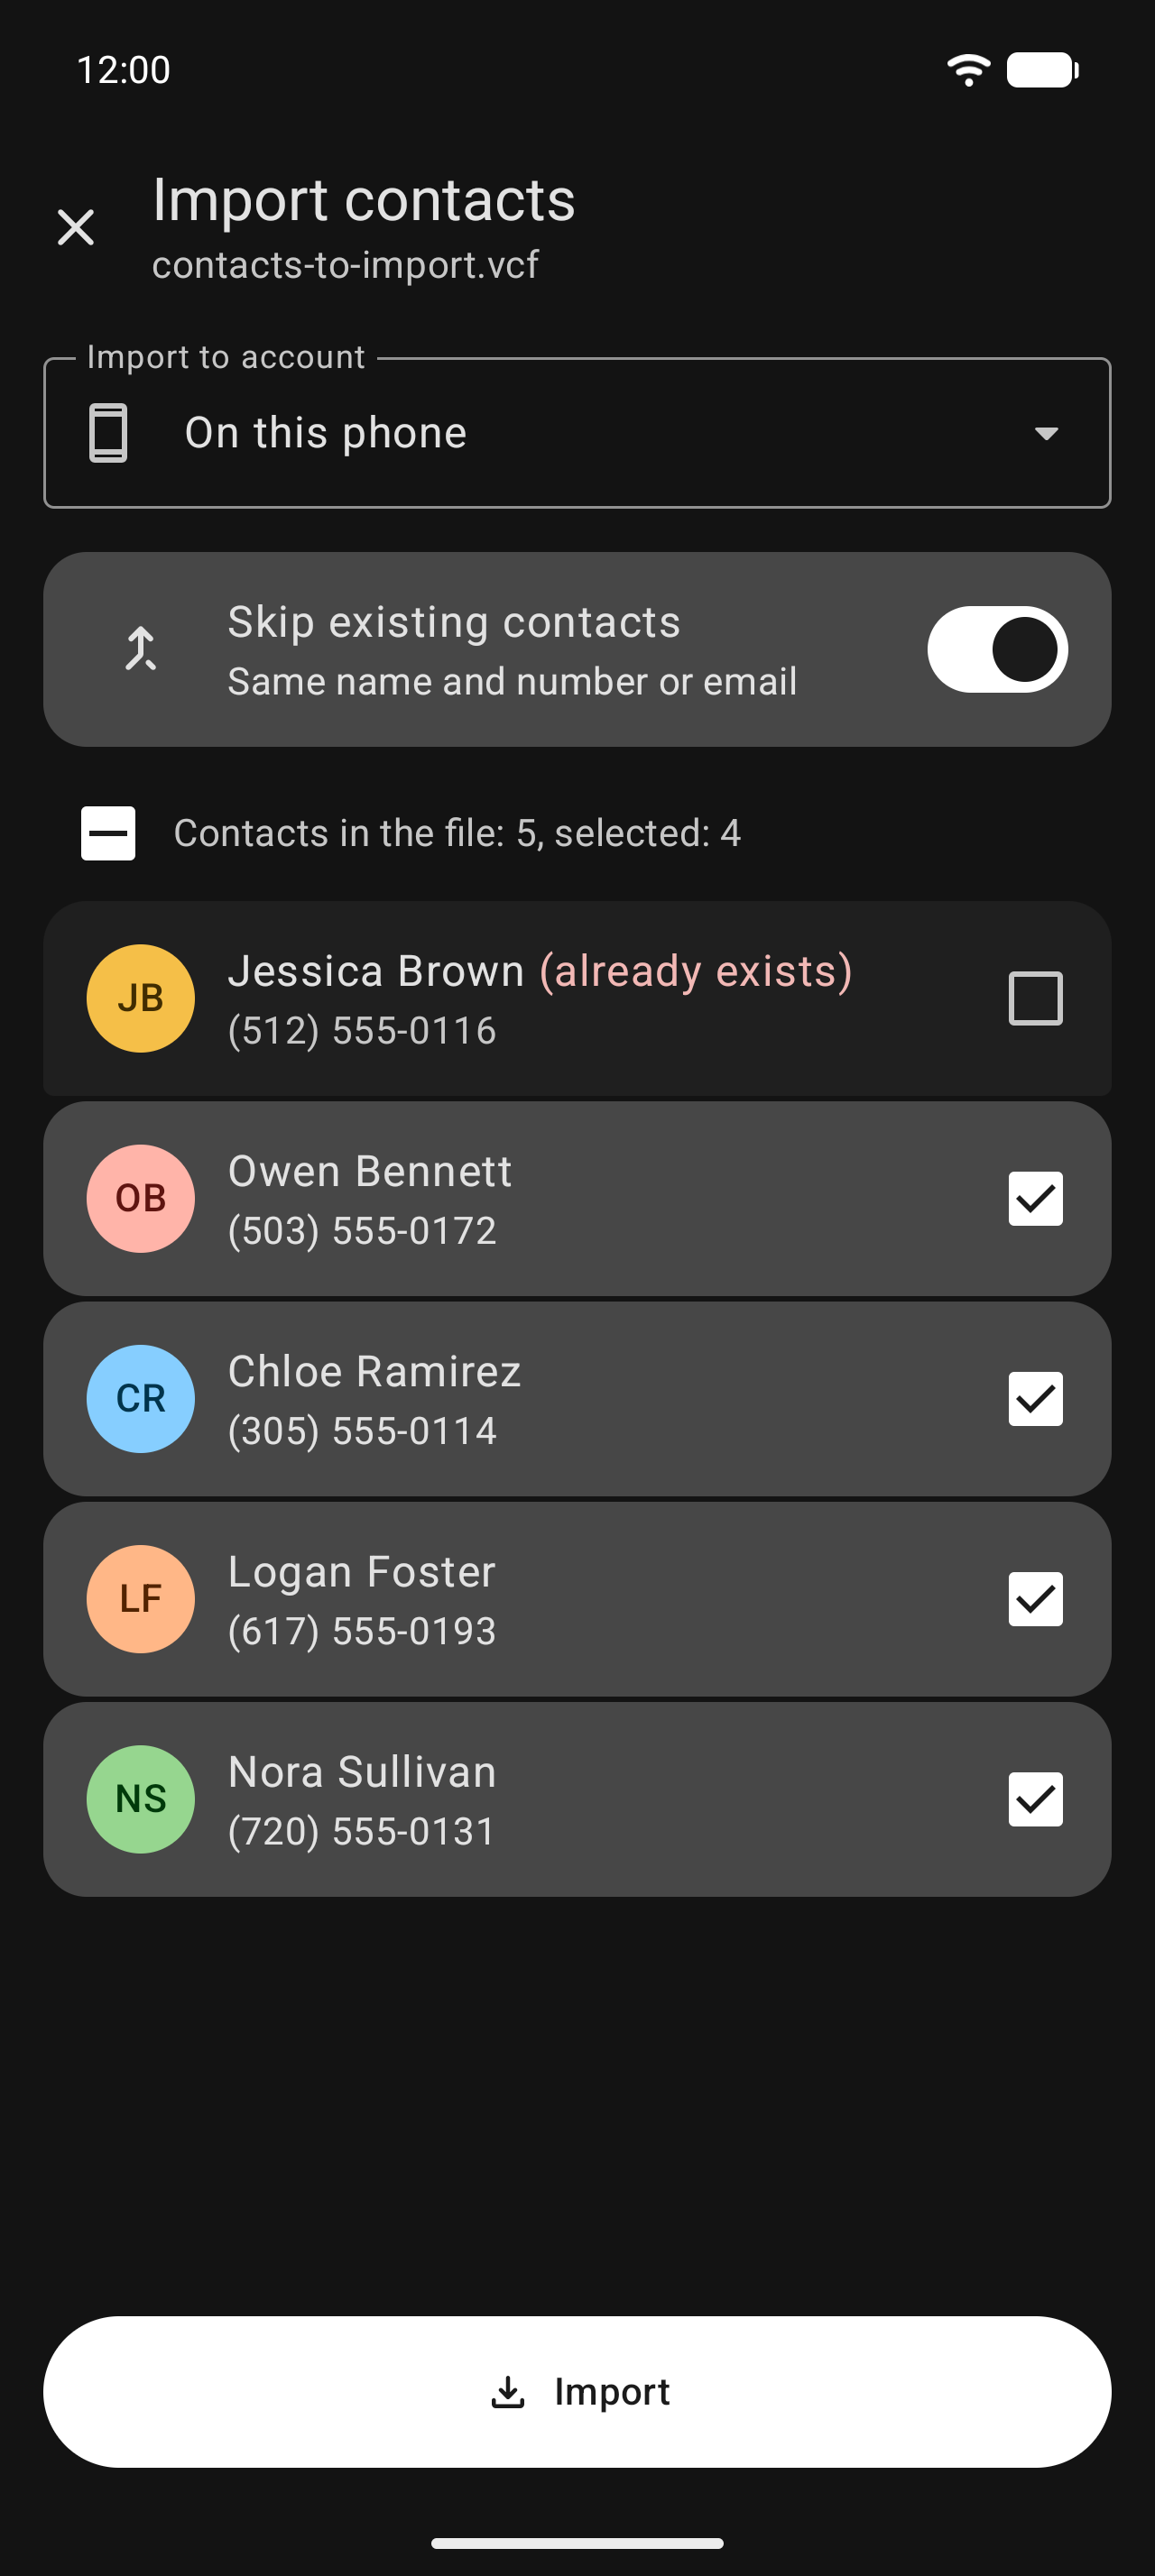 12:00
Import contacts
contacts-to-import.vcf
Import to account
On this phone
Skip existing contacts
Same name and number or email
Contacts in the file: 5, selected: 4
JB
Jessica Brown (already exists)
(512) 555-0116
OB
Owen Bennett
(503) 555-0172
CR
Chloe Ramirez
(305) 555-0114
LF
Logan Foster
(617) 555-0193
NS
Nora Sullivan
(720) 555-0131
Import